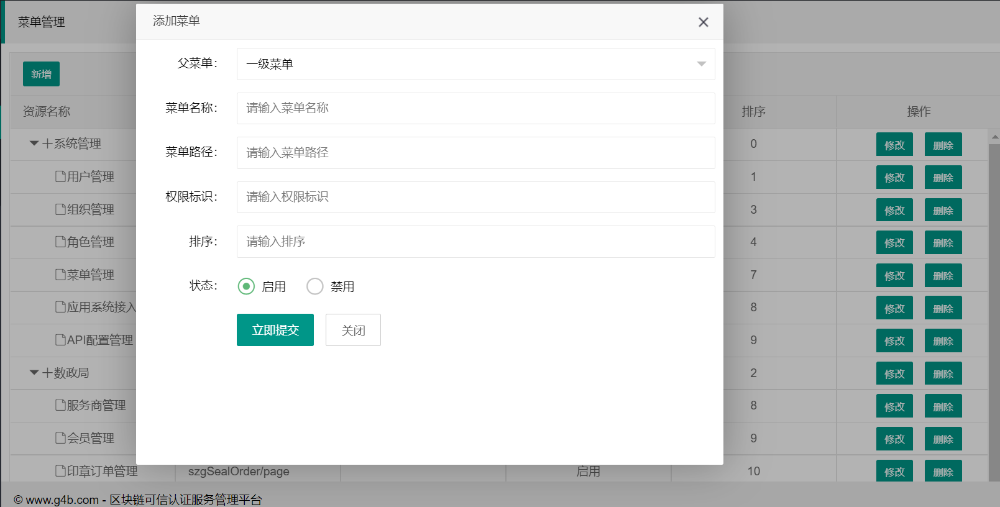 菜单管理
添加菜单
新增
父菜单：
一级菜单
菜单名称：
请输入菜单名称
菜单路径：
请输入菜单路径
权限标识：
请输入权限标识
排序：
请输入排序
状态：
启用
禁用
立即提交
关闭
资源名称
排序
操作
系统管理
0
修改
删除
用户管理
1
修改
删除
组织管理
3
修改
删除
角色管理
4
修改
删除
菜单管理
7
修改
删除
应用系统接入
8
修改
删除
API配置管理
9
修改
删除
数政局
2
修改
删除
服务商管理
8
修改
删除
会员管理
9
修改
删除
印章订单管理
szgSealOrder/page
启用
10
修改
删除
© www.g4b.com - 区块链可信认证服务管理平台